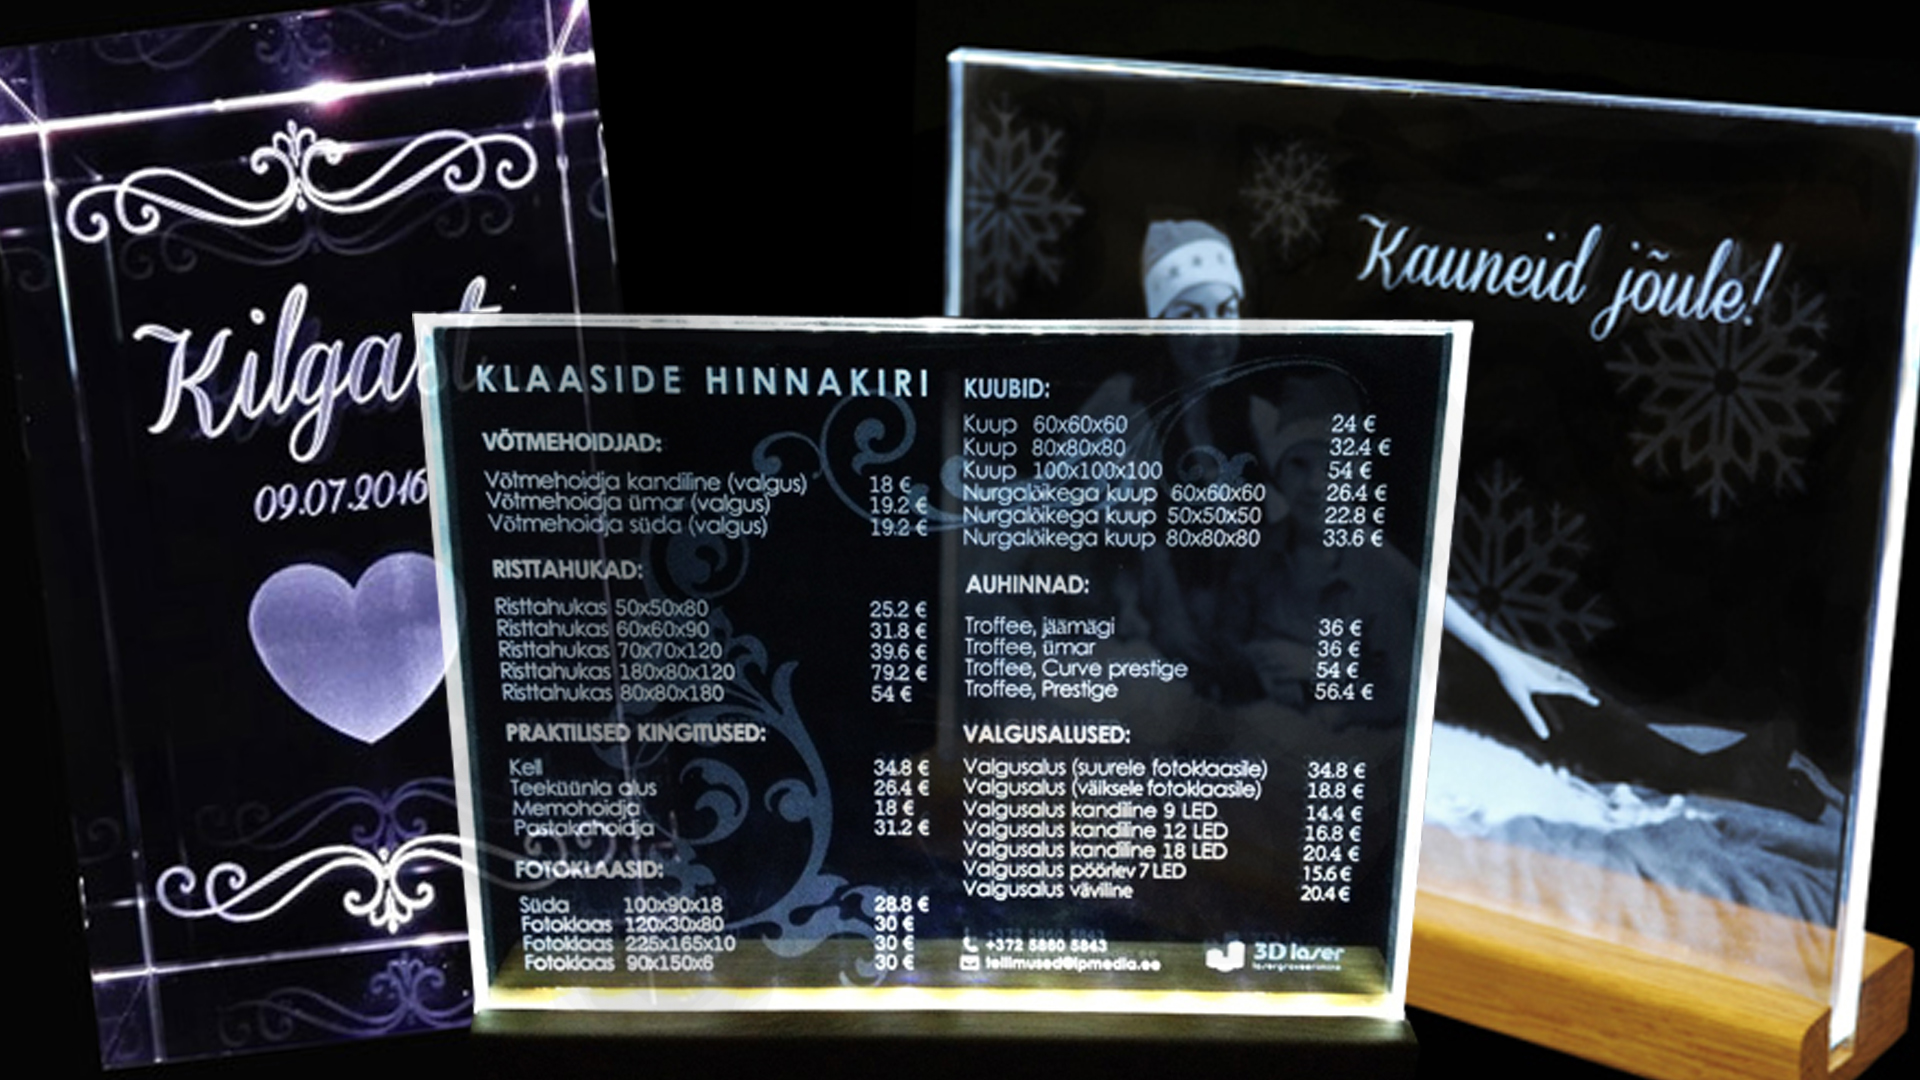 Kilga
09.07.2016
Kauneid jõule!
KLAASIDE HINNAKIRI
VÕTMEHOIDJAD:
Võtmehoidja kandiline (valgus) 18 €
Võtmehoidja ümar (valgus) 19.2 €
Võtmehoidja süda (valgus) 19.2 €
RISTTAHUKAD:
Risttahukas 50x50x80 25.2 €
Risttahukas 60x60x90 31.8 €
Risttahukas 70x70x120 39.6 €
Risttahukas 180x80x120 79.2 €
Risttahukas 80x80x180 54 €
PRAKTILISED KINGITUSED:
Kell 34.8 €
Teeküünla alus 26.4 €
Memohoidja 18 €
Pastakahoidja 31.2 €
FOTOKLAASID:
Süda 100x90x18 28.8 €
Fotoklaas 120x30x80 30 €
Fotoklaas 225x165x10 30 €
Fotoklaas 90x150x6 30 €
KUUBID:
Kuup 60x60x60 24 €
Kuup 80x80x80 32.4 €
Kuup 100x100x100 54 €
Nurgalõikega kuup 60x60x60 26.4 €
Nurgalõikega kuup 50x50x50 22.8 €
Nurgalõikega kuup 80x80x80 33.6 €
AUHINNAD:
Troffee, jäämägi 36 €
Troffee, ümar 36 €
Troffee, Curve prestige 54 €
Troffee, Prestige 56.4 €
VALGUSALUSED:
Valgusalus (suurele fotoklaasile) 34.8 €
Valgusalus (väiksele fotoklaasile) 18.8 €
Valgusalus kandiline 9 LED 14.4 €
Valgusalus kandiline 12 LED 16.8 €
Valgusalus kandiline 18 LED 20.4 €
Valgusalus pöörlev 7 LED 15.6 €
Valgusalus värviline 20.4 €
+372 5860 5843
tellimused@ipmedia.ee
3D laser
lasergraveerimine